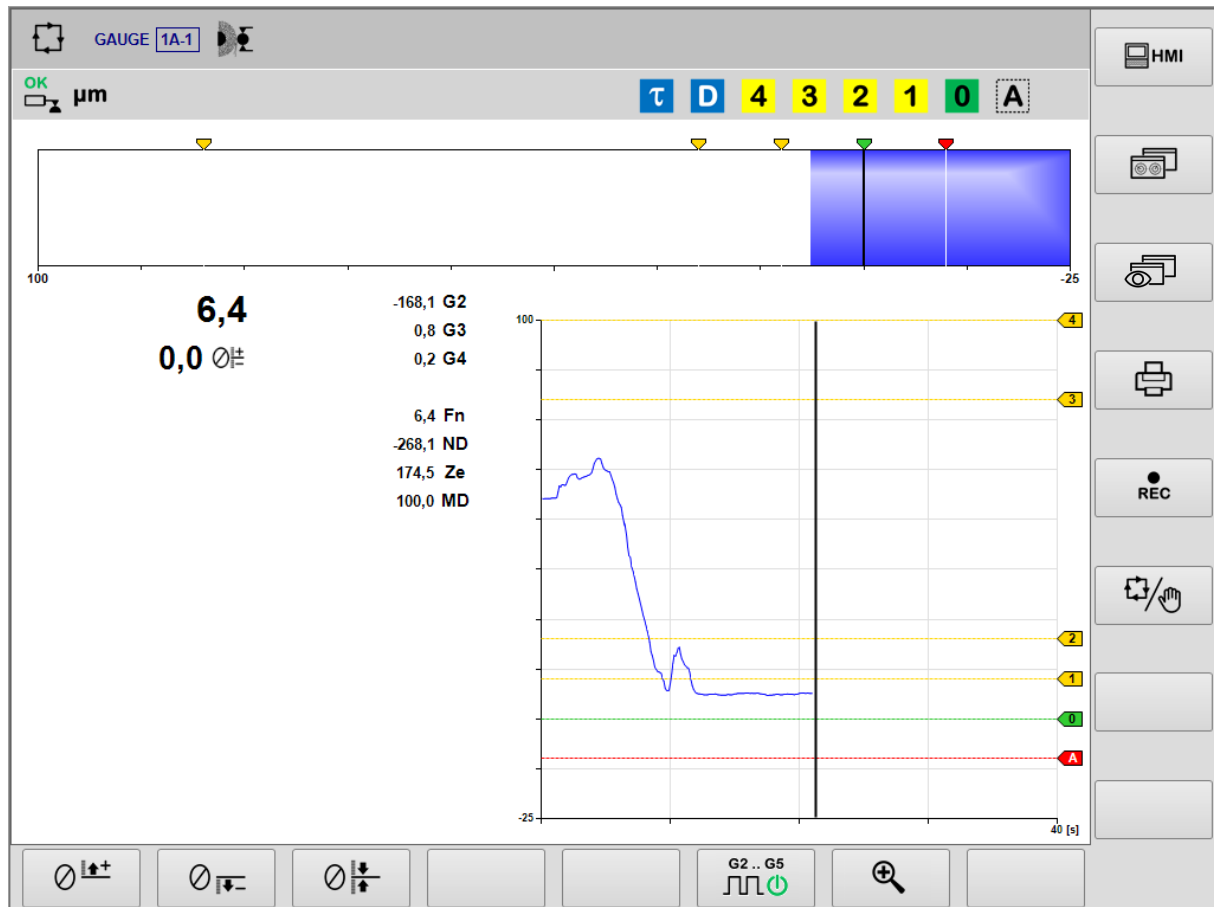 GAUGE 1A-1
HMI
OK
µm
τ D 4 3 2 1 0 A
100
-25
6,4
0,0
-168,1 G2
0,8 G3
0,2 G4
6,4 Fn
-268,1 ND
174,5 Ze
100,0 MD
100
4
3
2
1
0
A
-25
40 [s]
REC
G2 .. G5